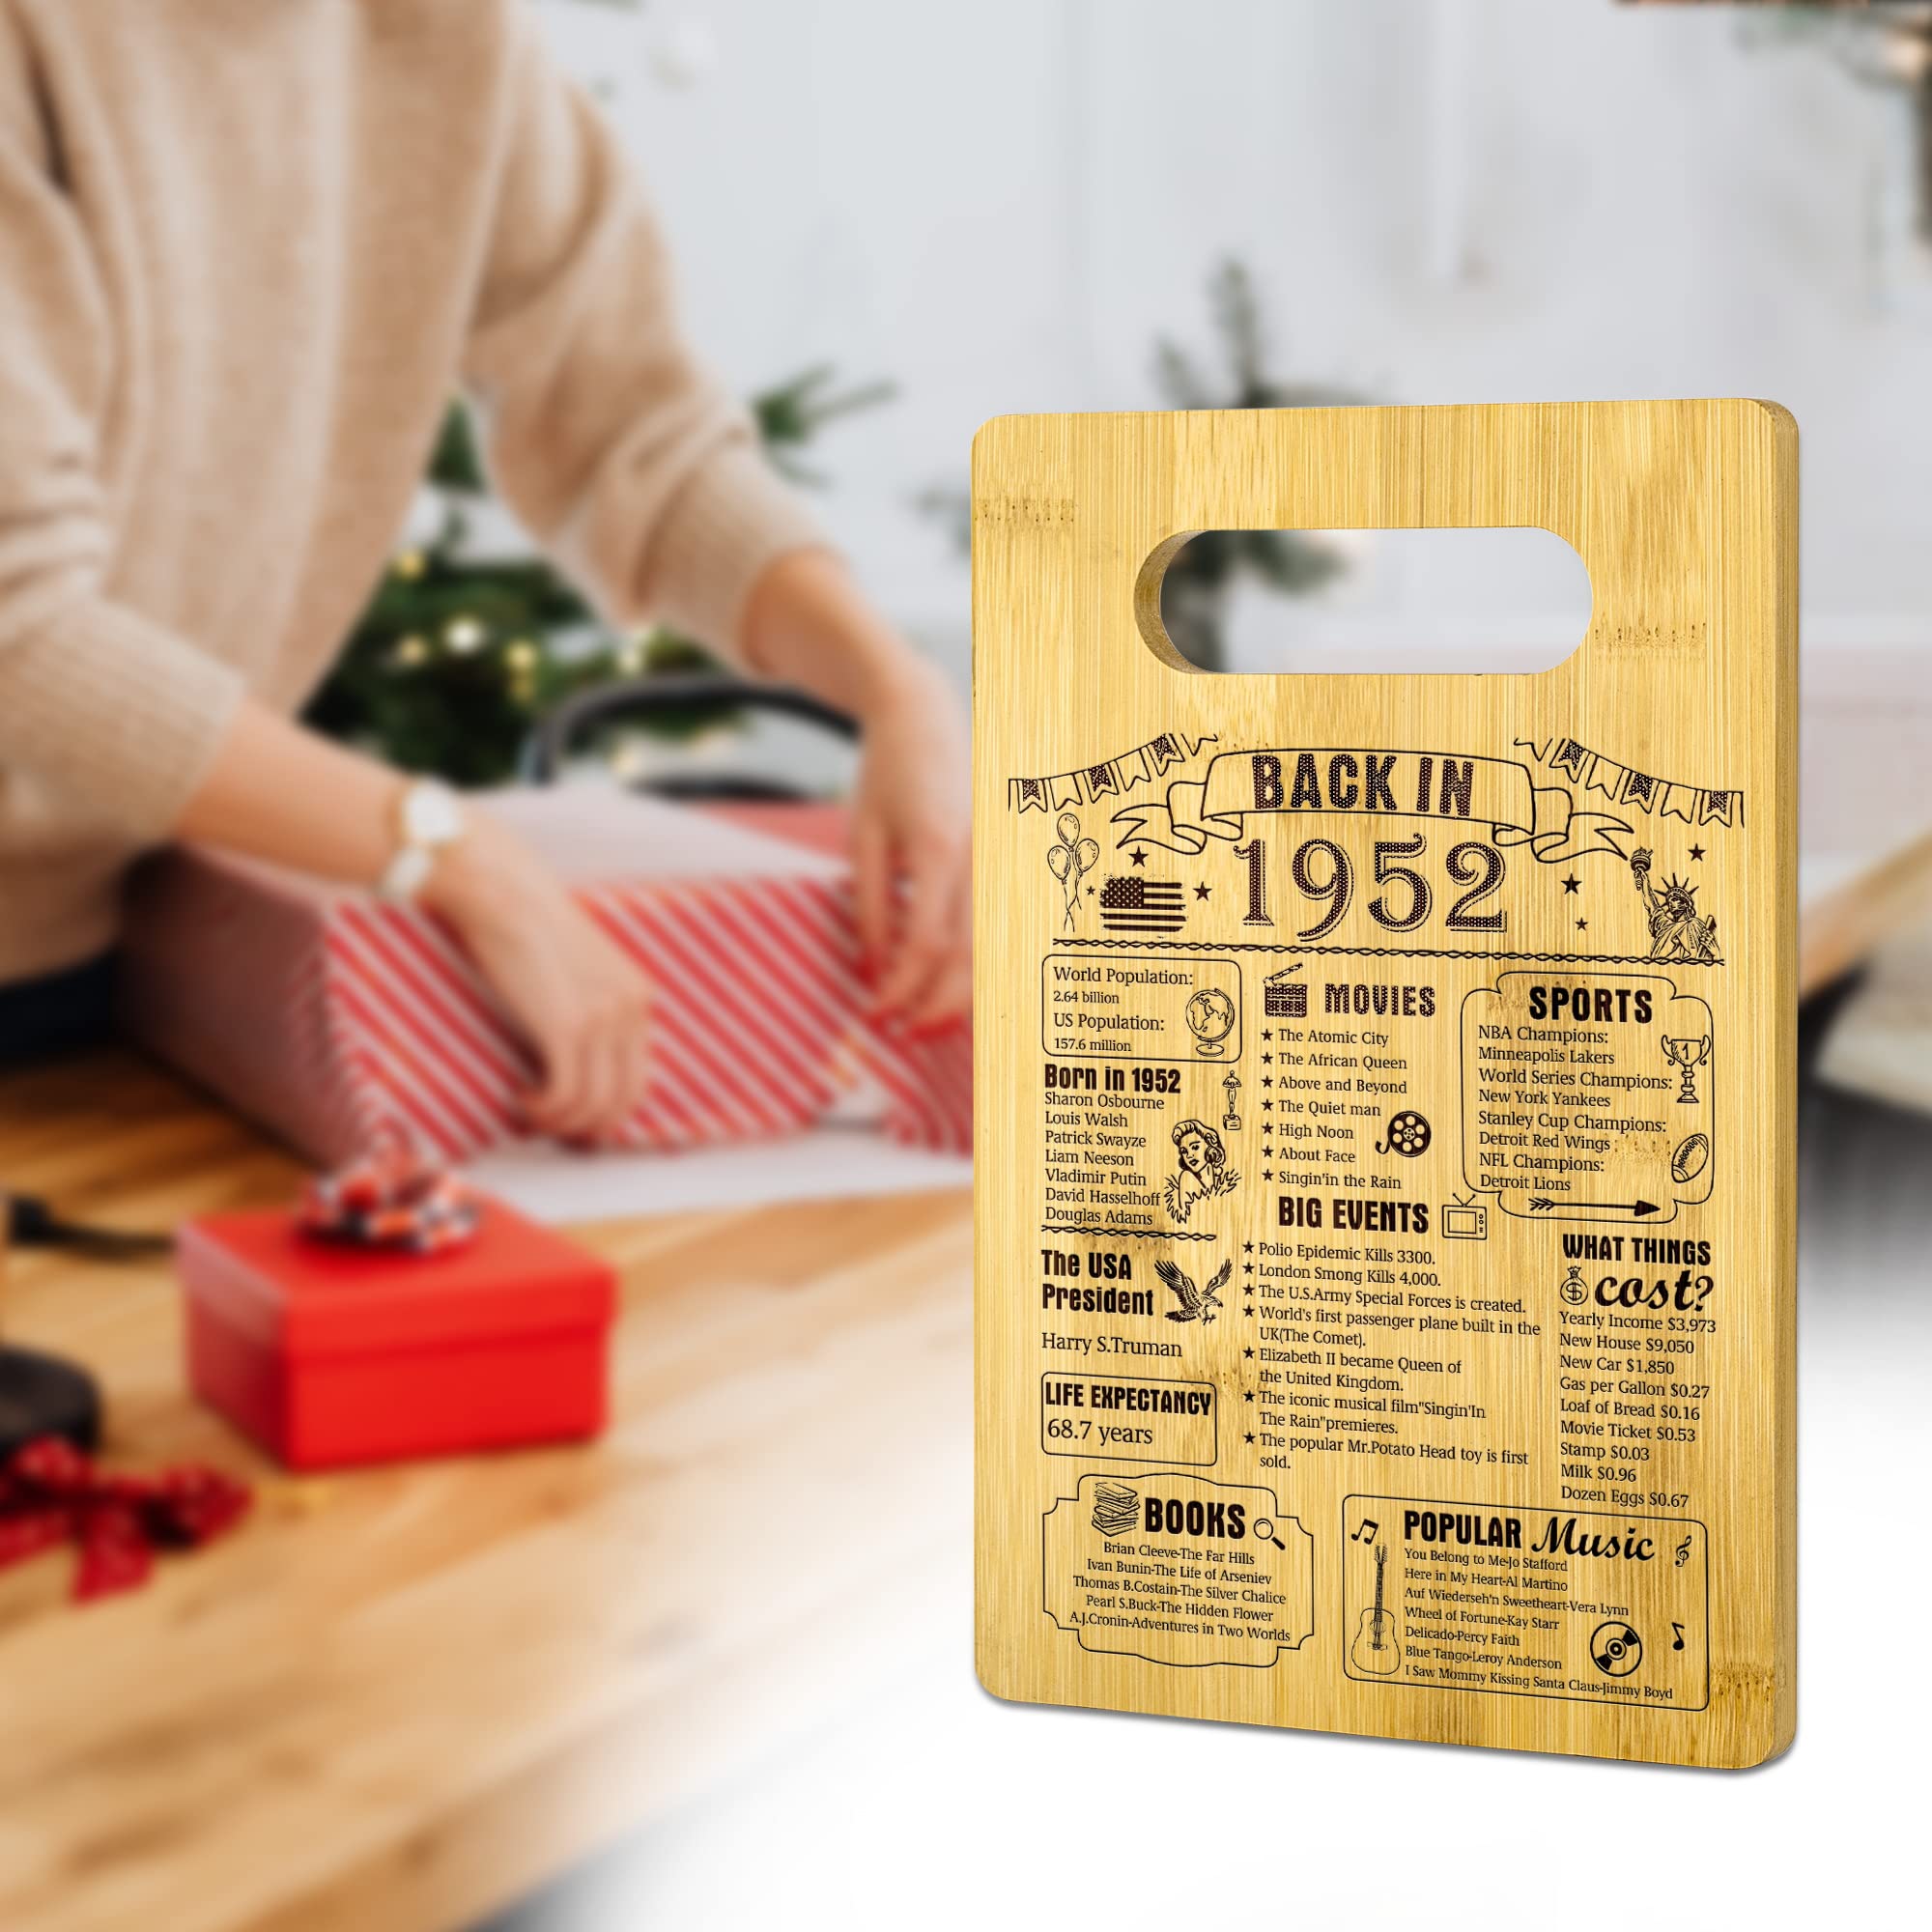 BACK IN
1952
World Population:
2.64 billion
US Population:
157.6 million
Born in 1952
Sharon Osbourne
Louis Walsh
Patrick Swayze
Liam Neeson
Vladimir Putin
David Hasselhoff
Douglas Adams
The USA
President
Harry S.Truman
LIFE EXPECTANCY
68.7 years
MOVIES
★ The Atomic City
★ The African Queen
★ Above and Beyond
★ The Quiet man
★ High Noon
★ About Face
★ Singin'in the Rain
BIG EVENTS
★ Polio Epidemic Kills 3300.
★ London Smong Kills 4,000.
★ The U.S.Army Special Forces is created.
★ World's first passenger plane built in the
UK(The Comet).
★ Elizabeth II became Queen of
the United Kingdom.
★ The iconic musical film"Singin'In
The Rain"premieres.
★ The popular Mr.Potato Head toy is first
sold.
SPORTS
NBA Champions:
Minneapolis Lakers
World Series Champions:
New York Yankees
Stanley Cup Champions:
Detroit Red Wings
NFL Champions:
Detroit Lions
1
WHAT THINGS
$ cost?
Yearly Income $3,973
New House $9,050
New Car $1,850
Gas per Gallon $0.27
Loaf of Bread $0.16
Movie Ticket $0.53
Stamp $0.03
Milk $0.96
Dozen Eggs $0.67
BOOKS
Brian Cleeve-The Far Hills
Ivan Bunin-The Life of Arseniev
Thomas B.Costain-The Silver Chalice
Pearl S.Buck-The Hidden Flower
A.J.Cronin-Adventures in Two Worlds
POPULAR Music
You Belong to Me-Jo Stafford
Here in My Heart-Al Martino
Auf Wiederseh'n Sweetheart-Vera Lynn
Wheel of Fortune-Kay Starr
Delicado-Percy Faith
Blue Tango-Leroy Anderson
I Saw Mommy Kissing Santa Claus-Jimmy Boyd